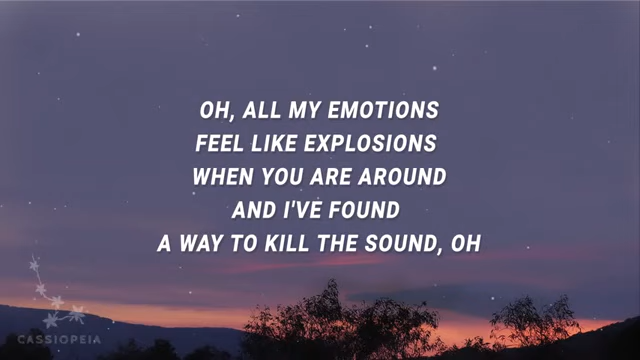 OH, ALL MY EMOTIONS
FEEL LIKE EXPLOSIONS
WHEN YOU ARE AROUND
AND I'VE FOUND
A WAY TO KILL THE SOUND, OH
CASSIOPEIA